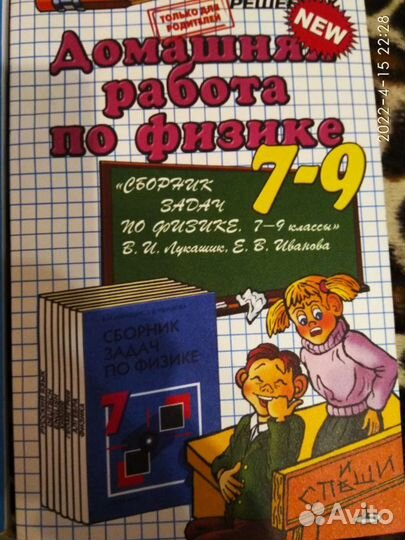 ТОЛЬКО ДЛЯ
РОДИТЕЛЕЙ
NEW
Домашняя
работа
по физике
7-9
«СБОРНИК
ЗАДАЧ
ПО ФИЗИКЕ. 7—9 классы»
В. И. Лукашик, Е. В. Иванова
СБОРНИК
ЗАДАЧ
ПО ФИЗИКЕ
7
СПИШИ
Avito
2022-4-15 22:28